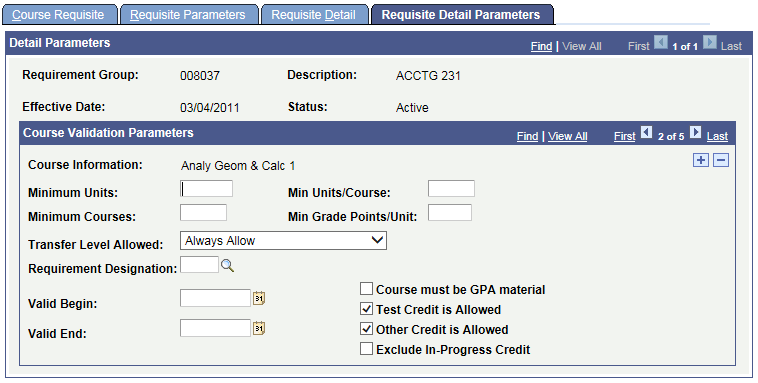 Course Requisite Requisite Parameters Requisite Detail Requisite Detail Parameters
Detail Parameters Find | View All First 1 of 1 Last
Requirement Group: 008037 Description: ACCTG 231
Effective Date: 03/04/2011 Status: Active
Course Validation Parameters Find | View All First 2 of 5 Last
Course Information: Analy Geom & Calc 1
Minimum Units: Min Units/Course:
Minimum Courses: Min Grade Points/Unit:
Transfer Level Allowed: Always Allow
Requirement Designation:
Course must be GPA material
Valid Begin: 31 Test Credit is Allowed
Valid End: 31 Other Credit is Allowed
Exclude In-Progress Credit